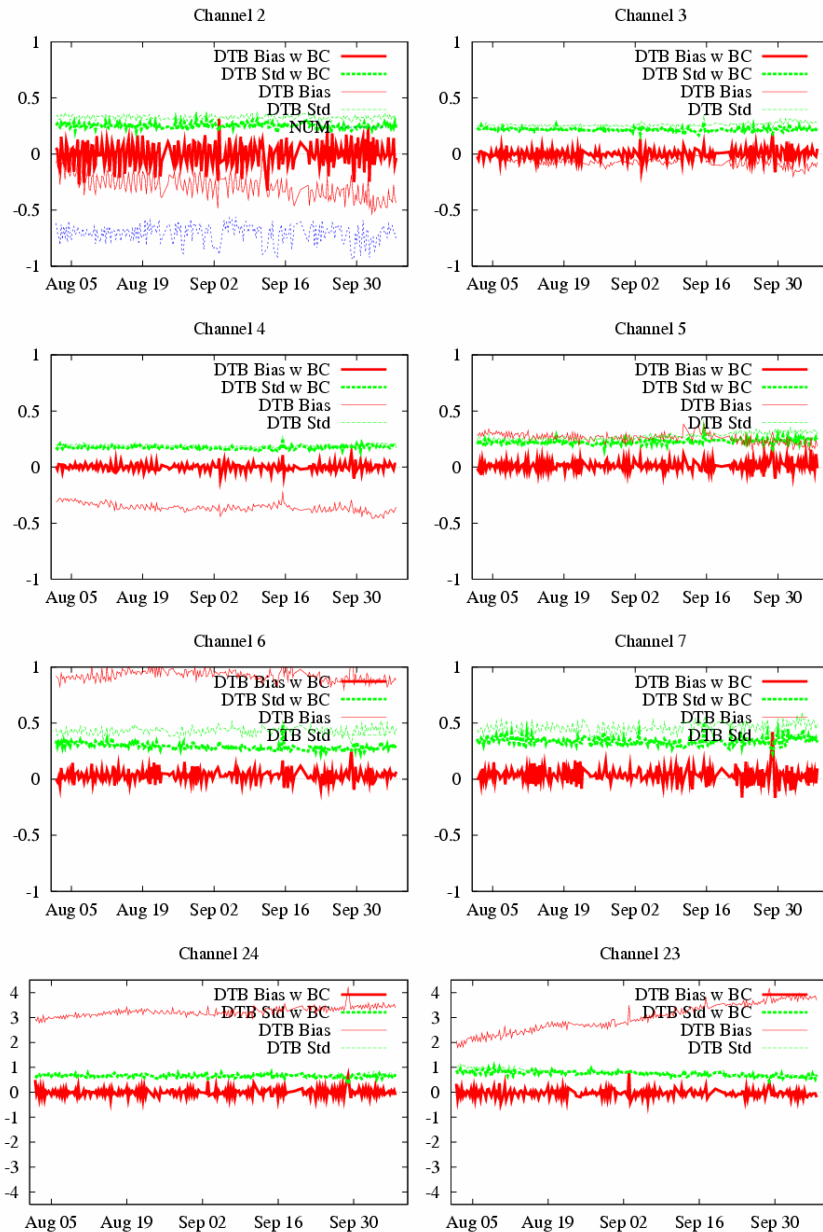 Channel 2
1
0.5
0
-0.5
-1
DTB Bias w BC
DTB Std w BC
DTB Bias
DTB Std
NUM
Aug 05 Aug 19 Sep 02 Sep 16 Sep 30
Channel 3
1
0.5
0
-0.5
-1
DTB Bias w BC
DTB Std w BC
DTB Bias
DTB Std
Aug 05 Aug 19 Sep 02 Sep 16 Sep 30
Channel 4
1
0.5
0
-0.5
-1
DTB Bias w BC
DTB Std w BC
DTB Bias
DTB Std
Aug 05 Aug 19 Sep 02 Sep 16 Sep 30
Channel 5
1
0.5
0
-0.5
-1
DTB Bias w BC
DTB Std w BC
DTB Bias
DTB Std
Aug 05 Aug 19 Sep 02 Sep 16 Sep 30
Channel 6
1
0.5
0
-0.5
-1
DTB Bias w BC
DTB Std w BC
DTB Bias
DTB Std
Aug 05 Aug 19 Sep 02 Sep 16 Sep 30
Channel 7
1
0.5
0
-0.5
-1
DTB Bias w BC
DTB Std w BC
DTB Bias
DTB Std
Aug 05 Aug 19 Sep 02 Sep 16 Sep 30
Channel 24
4
3
2
1
0
-1
-2
-3
-4
DTB Bias w BC
DTB Std w BC
DTB Bias
DTB Std
Aug 05 Aug 19 Sep 02 Sep 16 Sep 30
Channel 23
4
3
2
1
0
-1
-2
-3
-4
DTB Bias w BC
DTB Std w BC
DTB Bias
DTB Std
Aug 05 Aug 19 Sep 02 Sep 16 Sep 30